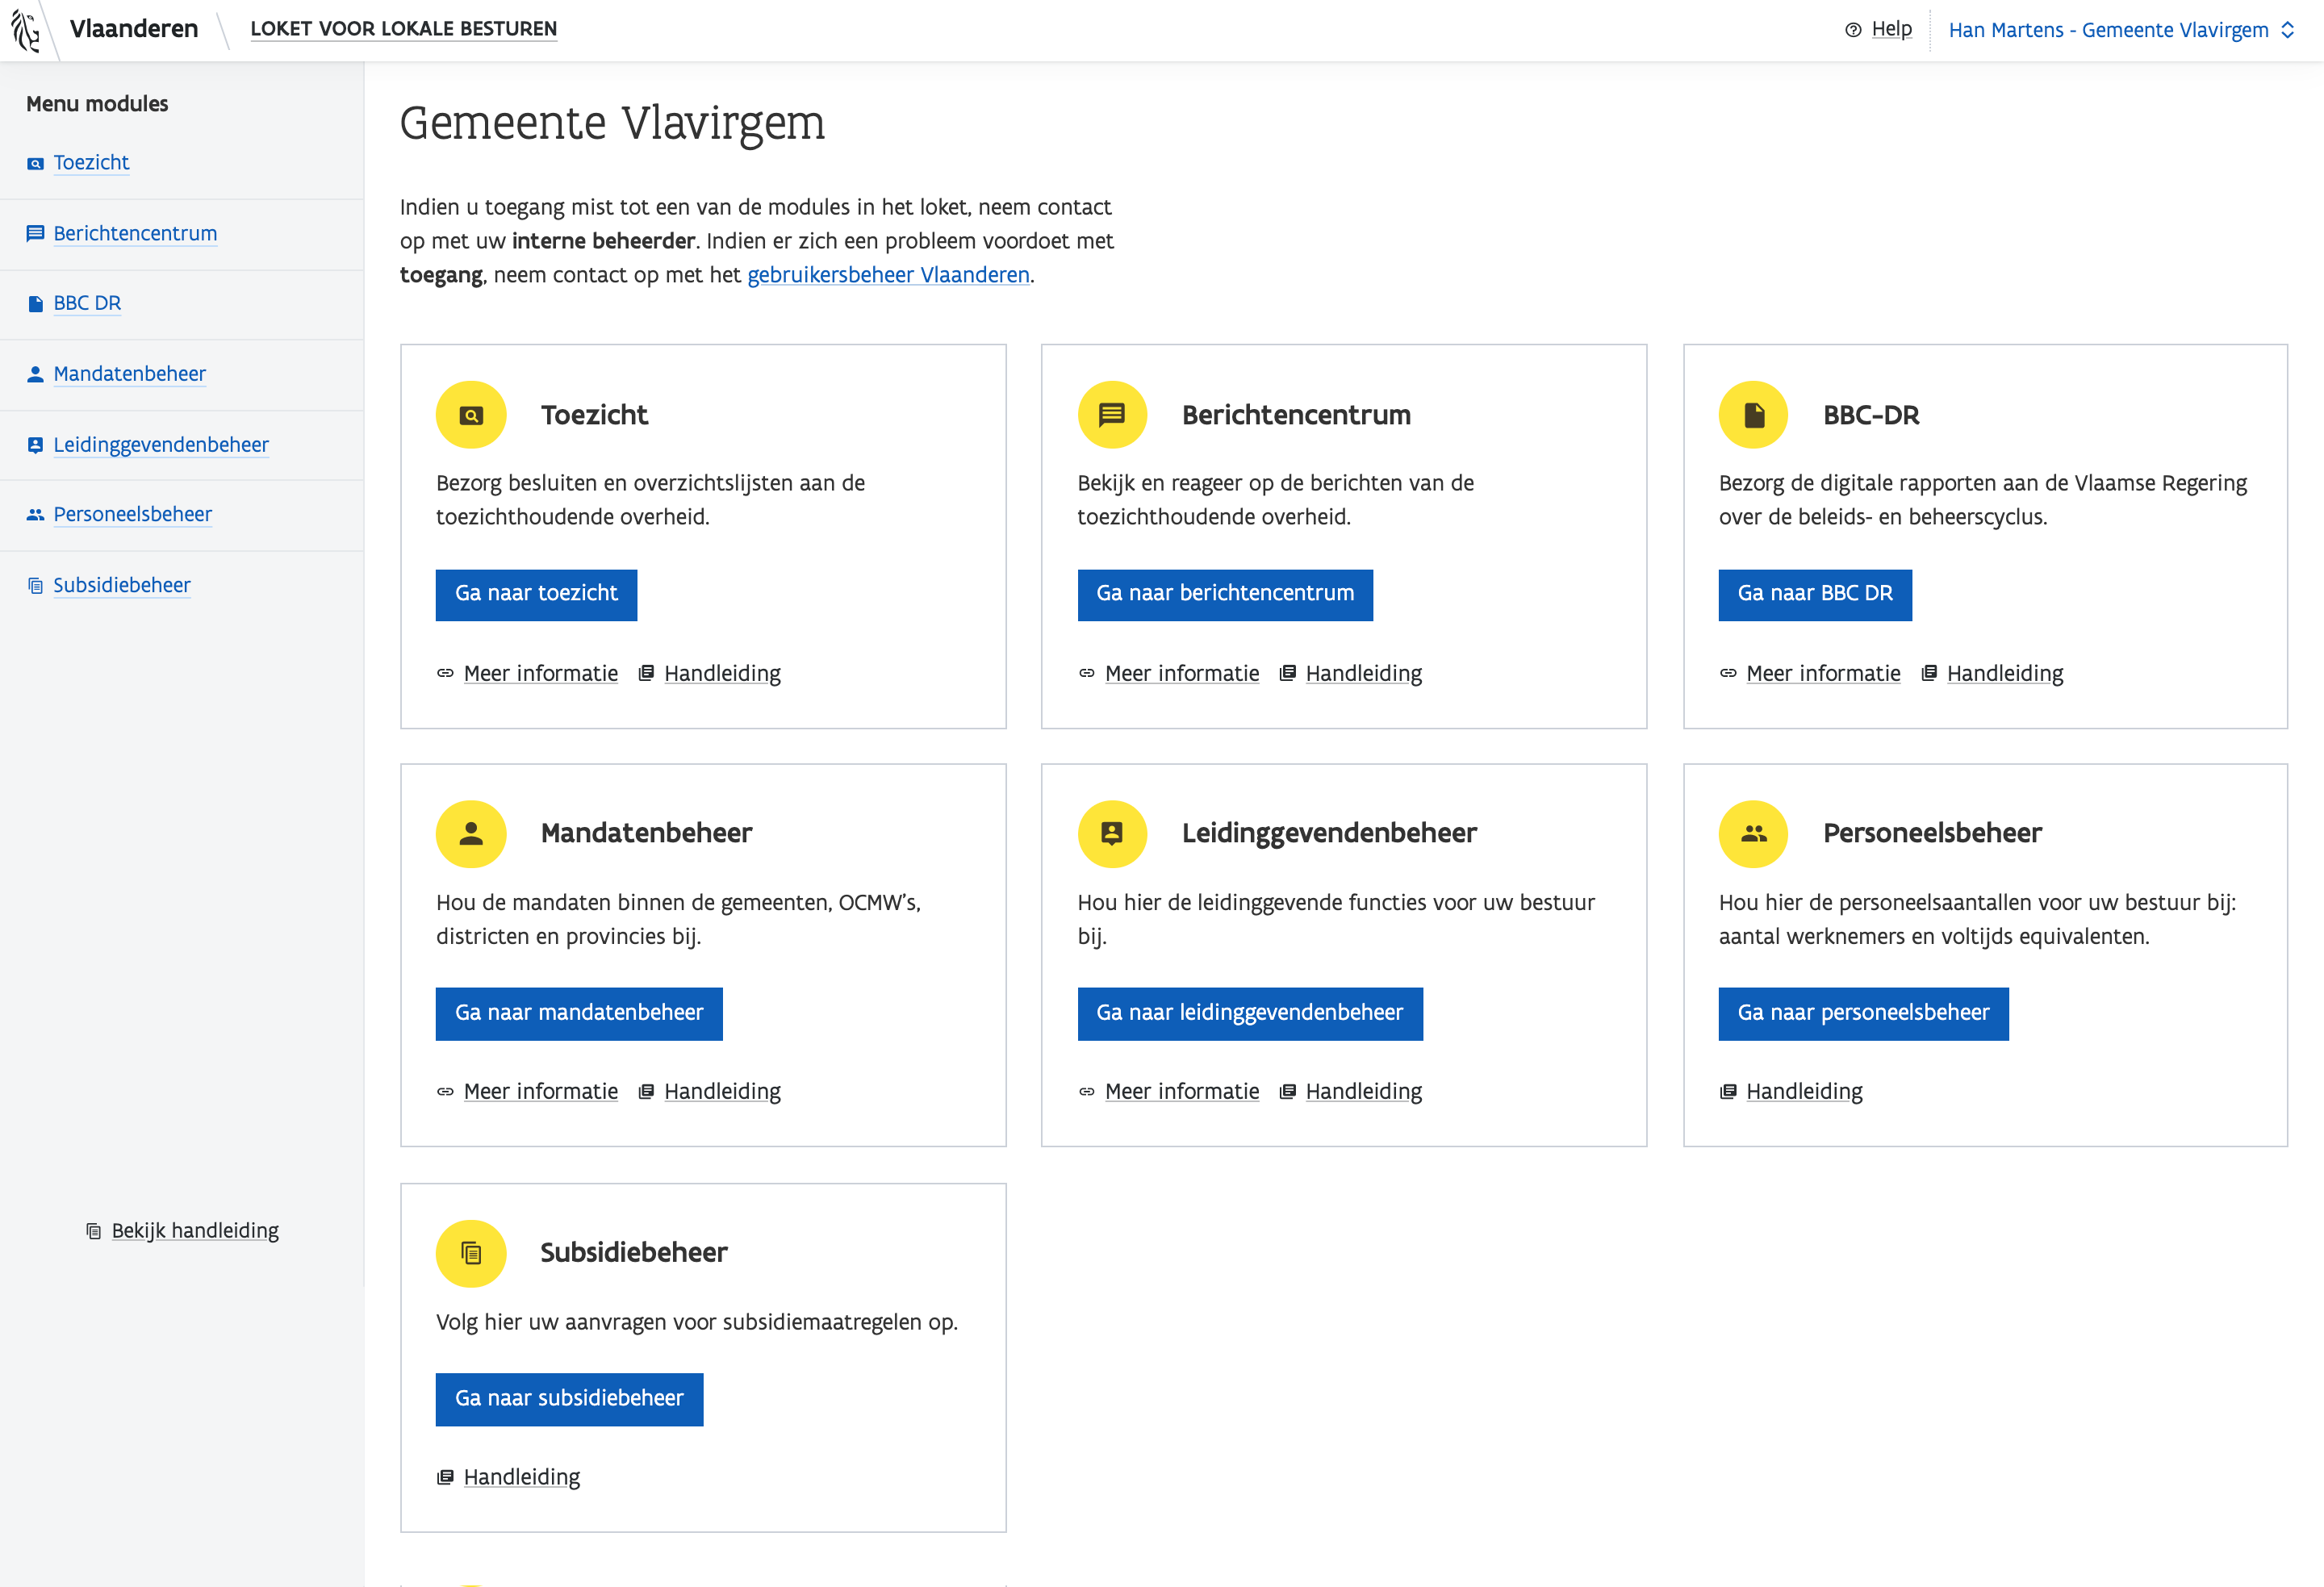 Vlaanderen
LOKET VOOR LOKALE BESTUREN
Help
Han Martens - Gemeente Vlavirgem
Menu modules
Toezicht
Berichtencentrum
BBC DR
Mandatenbeheer
Leidinggevendenbeheer
Personeelsbeheer
Subsidiebeheer
Bekijk handleiding
Gemeente Vlavirgem
Indien u toegang mist tot een van de modules in het loket, neem contact
op met uw interne beheerder. Indien er zich een probleem voordoet met
toegang, neem contact op met het gebruikersbeheer Vlaanderen.
Toezicht
Bezorg besluiten en overzichtslijsten aan de
toezichthoudende overheid.
Ga naar toezicht
Meer informatie Handleiding
Berichtencentrum
Bekijk en reageer op de berichten van de
toezichthoudende overheid.
Ga naar berichtencentrum
Meer informatie Handleiding
BBC-DR
Bezorg de digitale rapporten aan de Vlaamse Regering
over de beleids- en beheerscyclus.
Ga naar BBC DR
Meer informatie Handleiding
Mandatenbeheer
Hou de mandaten binnen de gemeenten, OCMW's,
districten en provincies bij.
Ga naar mandatenbeheer
Meer informatie Handleiding
Leidinggevendenbeheer
Hou hier de leidinggevende functies voor uw bestuur
bij.
Ga naar leidinggevendenbeheer
Meer informatie Handleiding
Personeelsbeheer
Hou hier de personeelsaantallen voor uw bestuur bij:
aantal werknemers en voltijds equivalenten.
Ga naar personeelsbeheer
Handleiding
Subsidiebeheer
Volg hier uw aanvragen voor subsidiemaatregelen op.
Ga naar subsidiebeheer
Handleiding